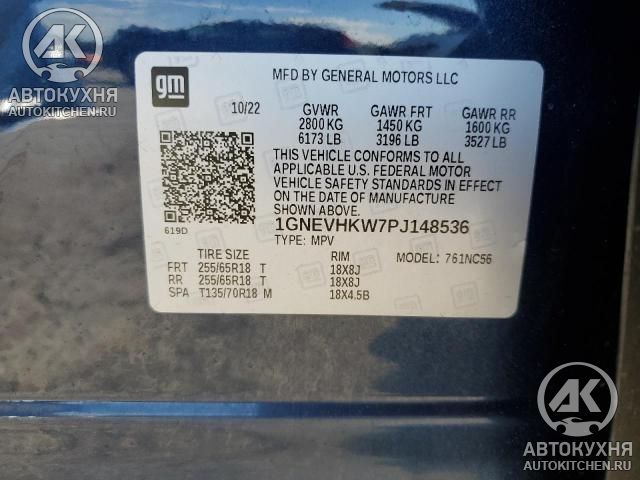 АК
АВТОКУХНЯ
AUTOKITCHEN.RU
gm
MFD BY GENERAL MOTORS LLC
10/22 GVWR GAWR FRT GAWR RR
2800 KG 1450 KG 1600 KG
6173 LB 3196 LB 3527 LB
THIS VEHICLE CONFORMS TO ALL
APPLICABLE U.S. FEDERAL MOTOR
VEHICLE SAFETY STANDARDS IN EFFECT
ON THE DATE OF MANUFACTURE
SHOWN ABOVE.
619D
1GNEVHKW7PJ148536
TYPE: MPV MODEL: 761NC56
TIRE SIZE RIM
FRT 255/65R18 T 18X8J
RR 255/65R18 T 18X8J
SPA T135/70R18 M 18X4.5B
АК
АВТОКУХНЯ
AUTOKITCHEN.RU